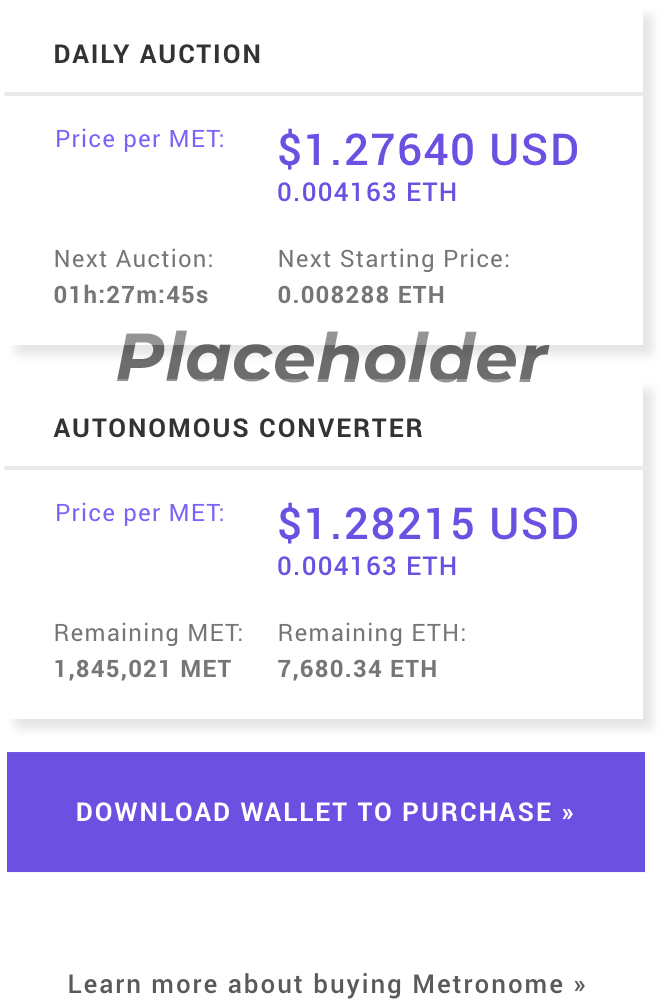 DAILY AUCTION
Price per MET: $1.27640 USD
0.004163 ETH
Next Auction: Next Starting Price:
01h:27m:45s 0.008288 ETH
Placeholder
AUTONOMOUS CONVERTER
Price per MET: $1.28215 USD
0.004163 ETH
Remaining MET: Remaining ETH:
1,845,021 MET 7,680.34 ETH
DOWNLOAD WALLET TO PURCHASE »
Learn more about buying Metronome »